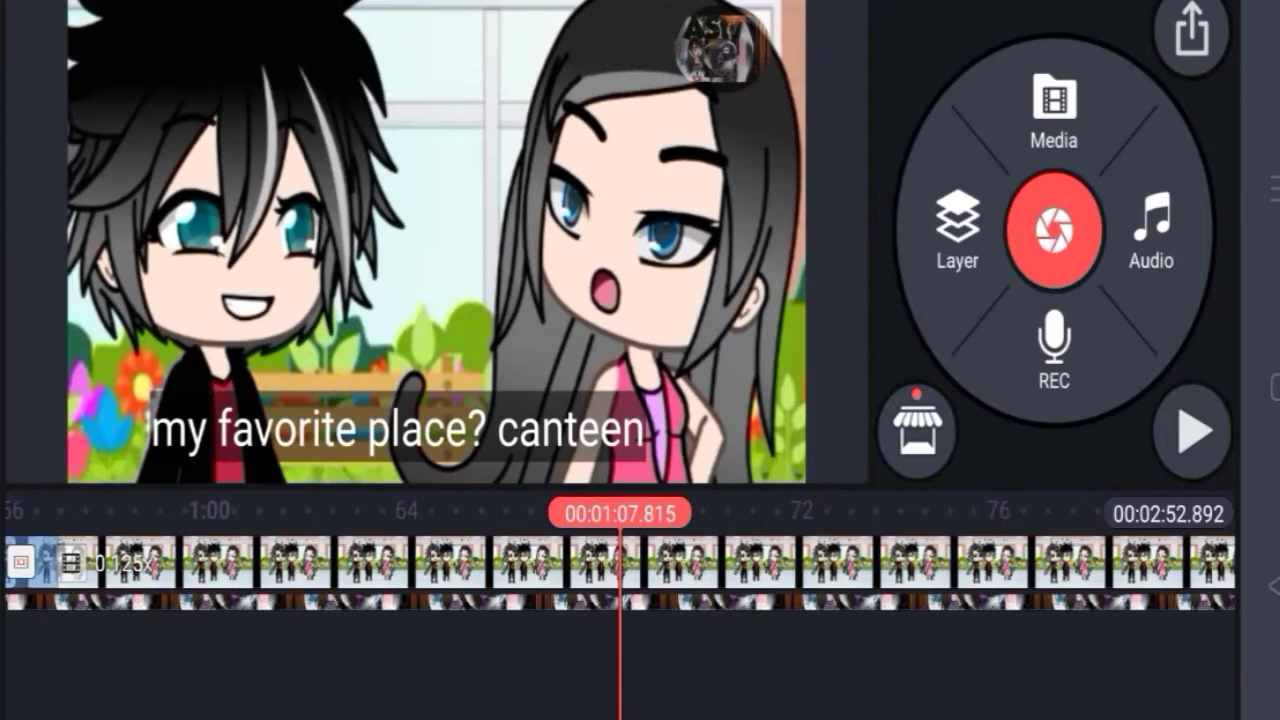 Media
Layer
Audio
REC
my favorite place? canteen
1:00
64
00:01:07.815
72
76
00:02:52.892
0.125x